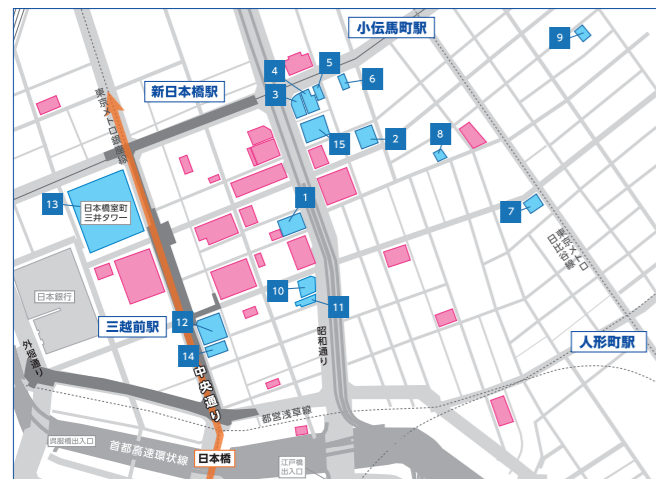 小伝馬町駅
9
4
5
6
新日本橋駅
3
東京メトロ銀座線
15
2
8
13
日本橋室町
三井タワー
1
7
東京メトロ
日比谷線
日本銀行
10
11
三越前駅
12
昭和通り
人形町駅
14
外堀通り
中央通り
都営浅草線
呉服橋出入口
首都高速環状線
日本橋
江戸橋
出入口